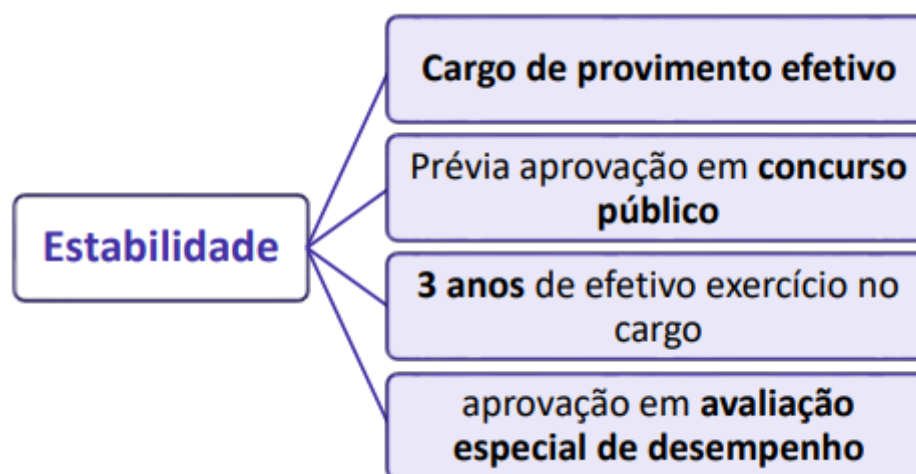 Estabilidade
Cargo de provimento efetivo
Prévia aprovação em concurso
público
3 anos de efetivo exercício no
cargo
aprovação em avaliação
especial de desempenho